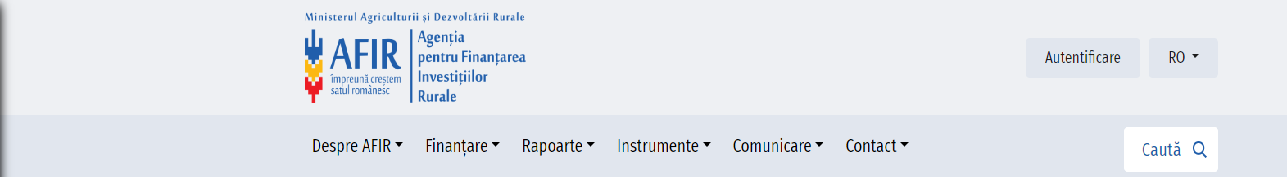 Ministerul Agriculturii și Dezvoltării Rurale
AFIR
împreună creștem
satul românesc
Agenția
pentru Finanțarea
Investițiilor
Rurale
Autentificare
RO
Despre AFIR
Finanțare
Rapoarte
Instrumente
Comunicare
Contact
Caută